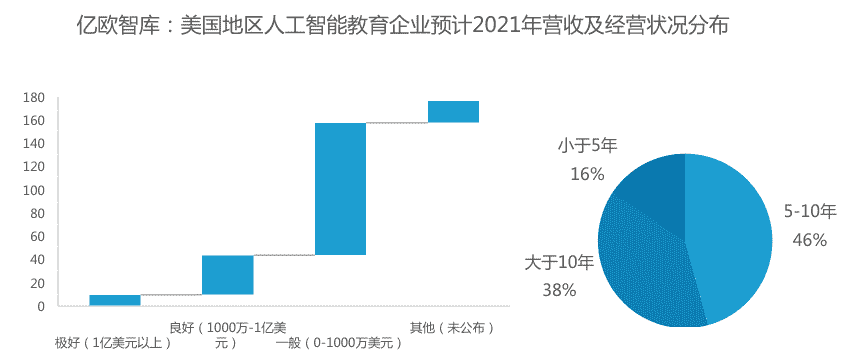 亿欧智库：美国地区人工智能教育企业预计2021年营收及经营状况分布
180
160
140
120
100
80
60
40
20
0
极好（1亿美元以上）
良好（1000万-1亿美
元）
一般（0-1000万美元）
其他（未公布）
小于5年
16%
5-10年
46%
大于10年
38%